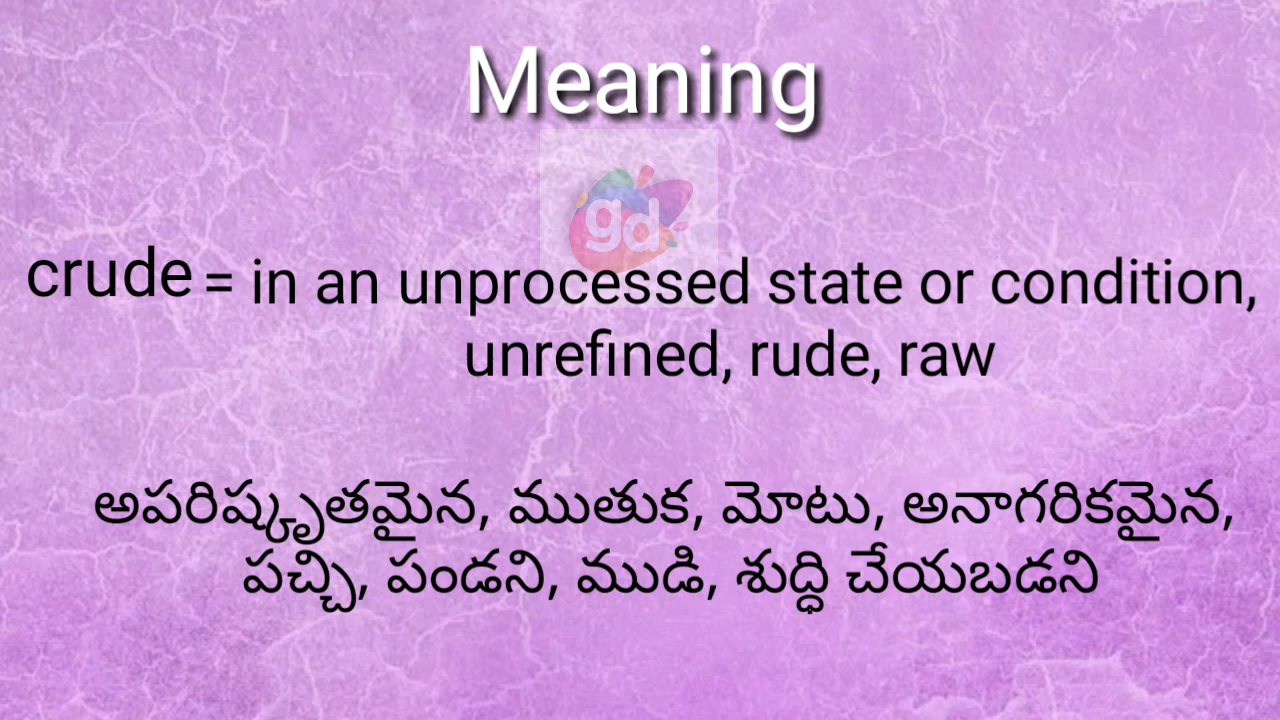 Meaning
gd
crude = in an unprocessed state or condition,
unrefined, rude, raw
అపరిష్కృతమైన, ముతుక, మోటు, అనాగరికమైన,
పచ్చి, పండని, ముడి, శుద్ధి చేయబడని